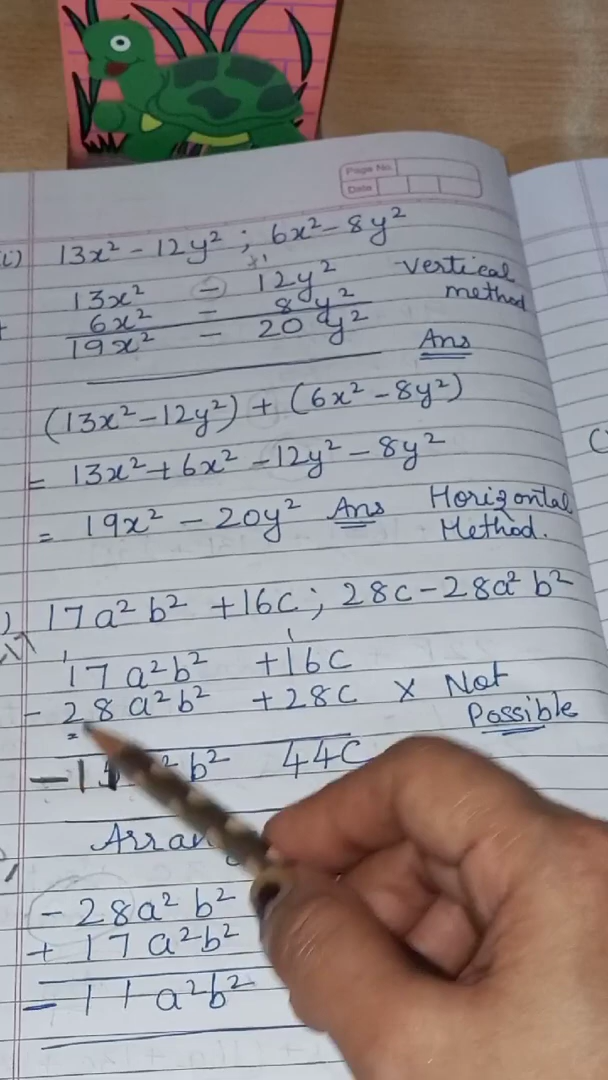 Page No.
Date
i) 13x² - 12y² ; 6x² - 8y²
13x² - 12y² Vertical
6x² - 8y² method
19x² - 20y² Ans
(13x² - 12y²) + (6x² - 8y²)
= 13x² + 6x² - 12y² - 8y²
= 19x² - 20y² Ans Horizontal
Method.
) 17a²b² + 16c ; 28c - 28a²b²
17a²b² + 16c
- 28a²b² + 28c × Not
Possible
b² 44c
- 28a²b²
+ 17a²b²
- 11a²b²